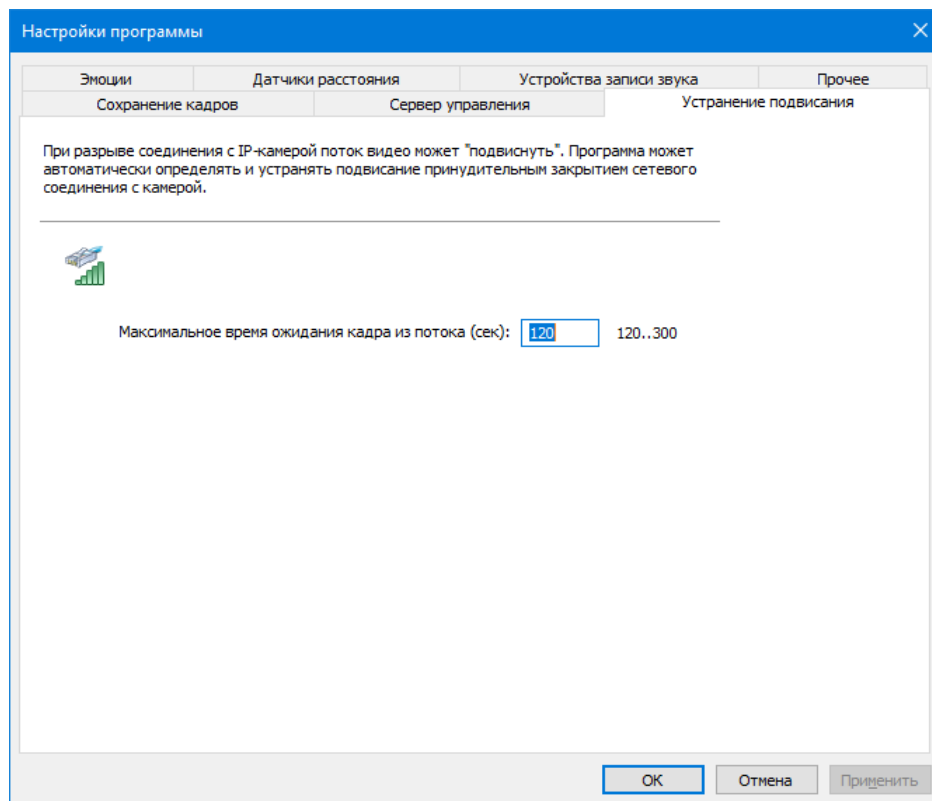 Настройки программы
Эмоции
Датчики расстояния
Устройства записи звука
Прочее
Сохранение кадров
Сервер управления
Устранение подвисания
При разрыве соединения с IP-камерой поток видео может "подвиснуть". Программа может
автоматически определять и устранять подвисание принудительным закрытием сетевого
соединения с камерой.
Максимальное время ожидания кадра из потока (сек): 120 120..300
ОК
Отмена
Применить